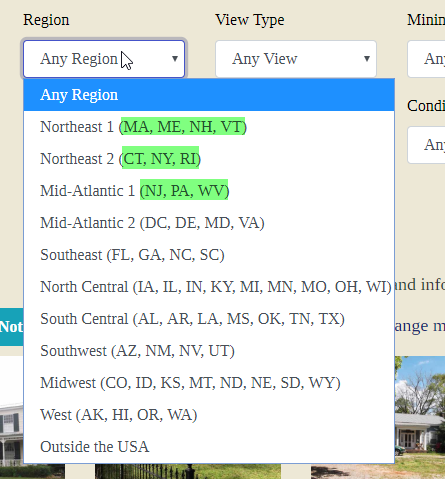 Region View Type Minin
Any Region Any View Any
Any Region
Northeast 1 (MA, ME, NH, VT)
Northeast 2 (CT, NY, RI)
Mid-Atlantic 1 (NJ, PA, WV)
Condi
Mid-Atlantic 2 (DC, DE, MD, VA)
Any
Southeast (FL, GA, NC, SC)
North Central (IA, IL, IN, KY, MI, MN, MO, OH, WI) and info
South Central (AL, AR, LA, MS, OK, TN, TX)
Not ange m
Southwest (AZ, NM, NV, UT)
Midwest (CO, ID, KS, MT, ND, NE, SD, WY)
West (AK, HI, OR, WA)
Outside the USA